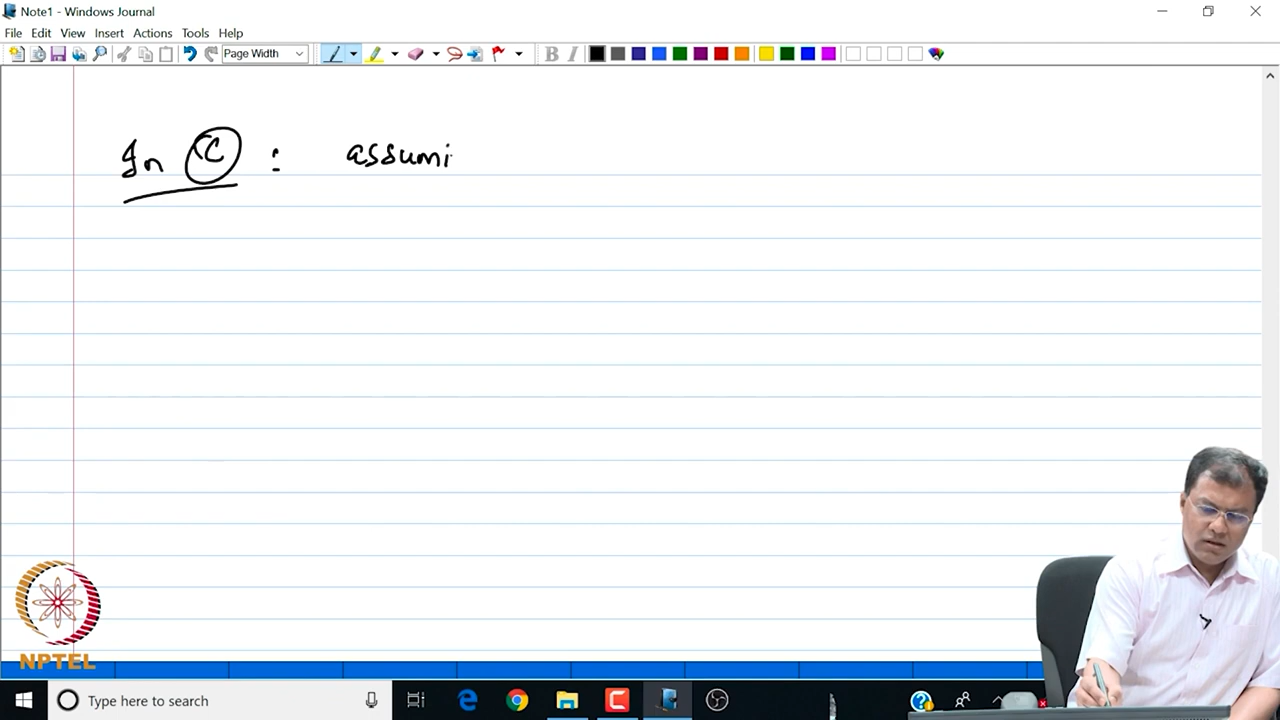 Note1 - Windows Journal
File Edit View Insert Actions Tools Help
Page Width B I
In C : assumi
NPTEL
Type here to search